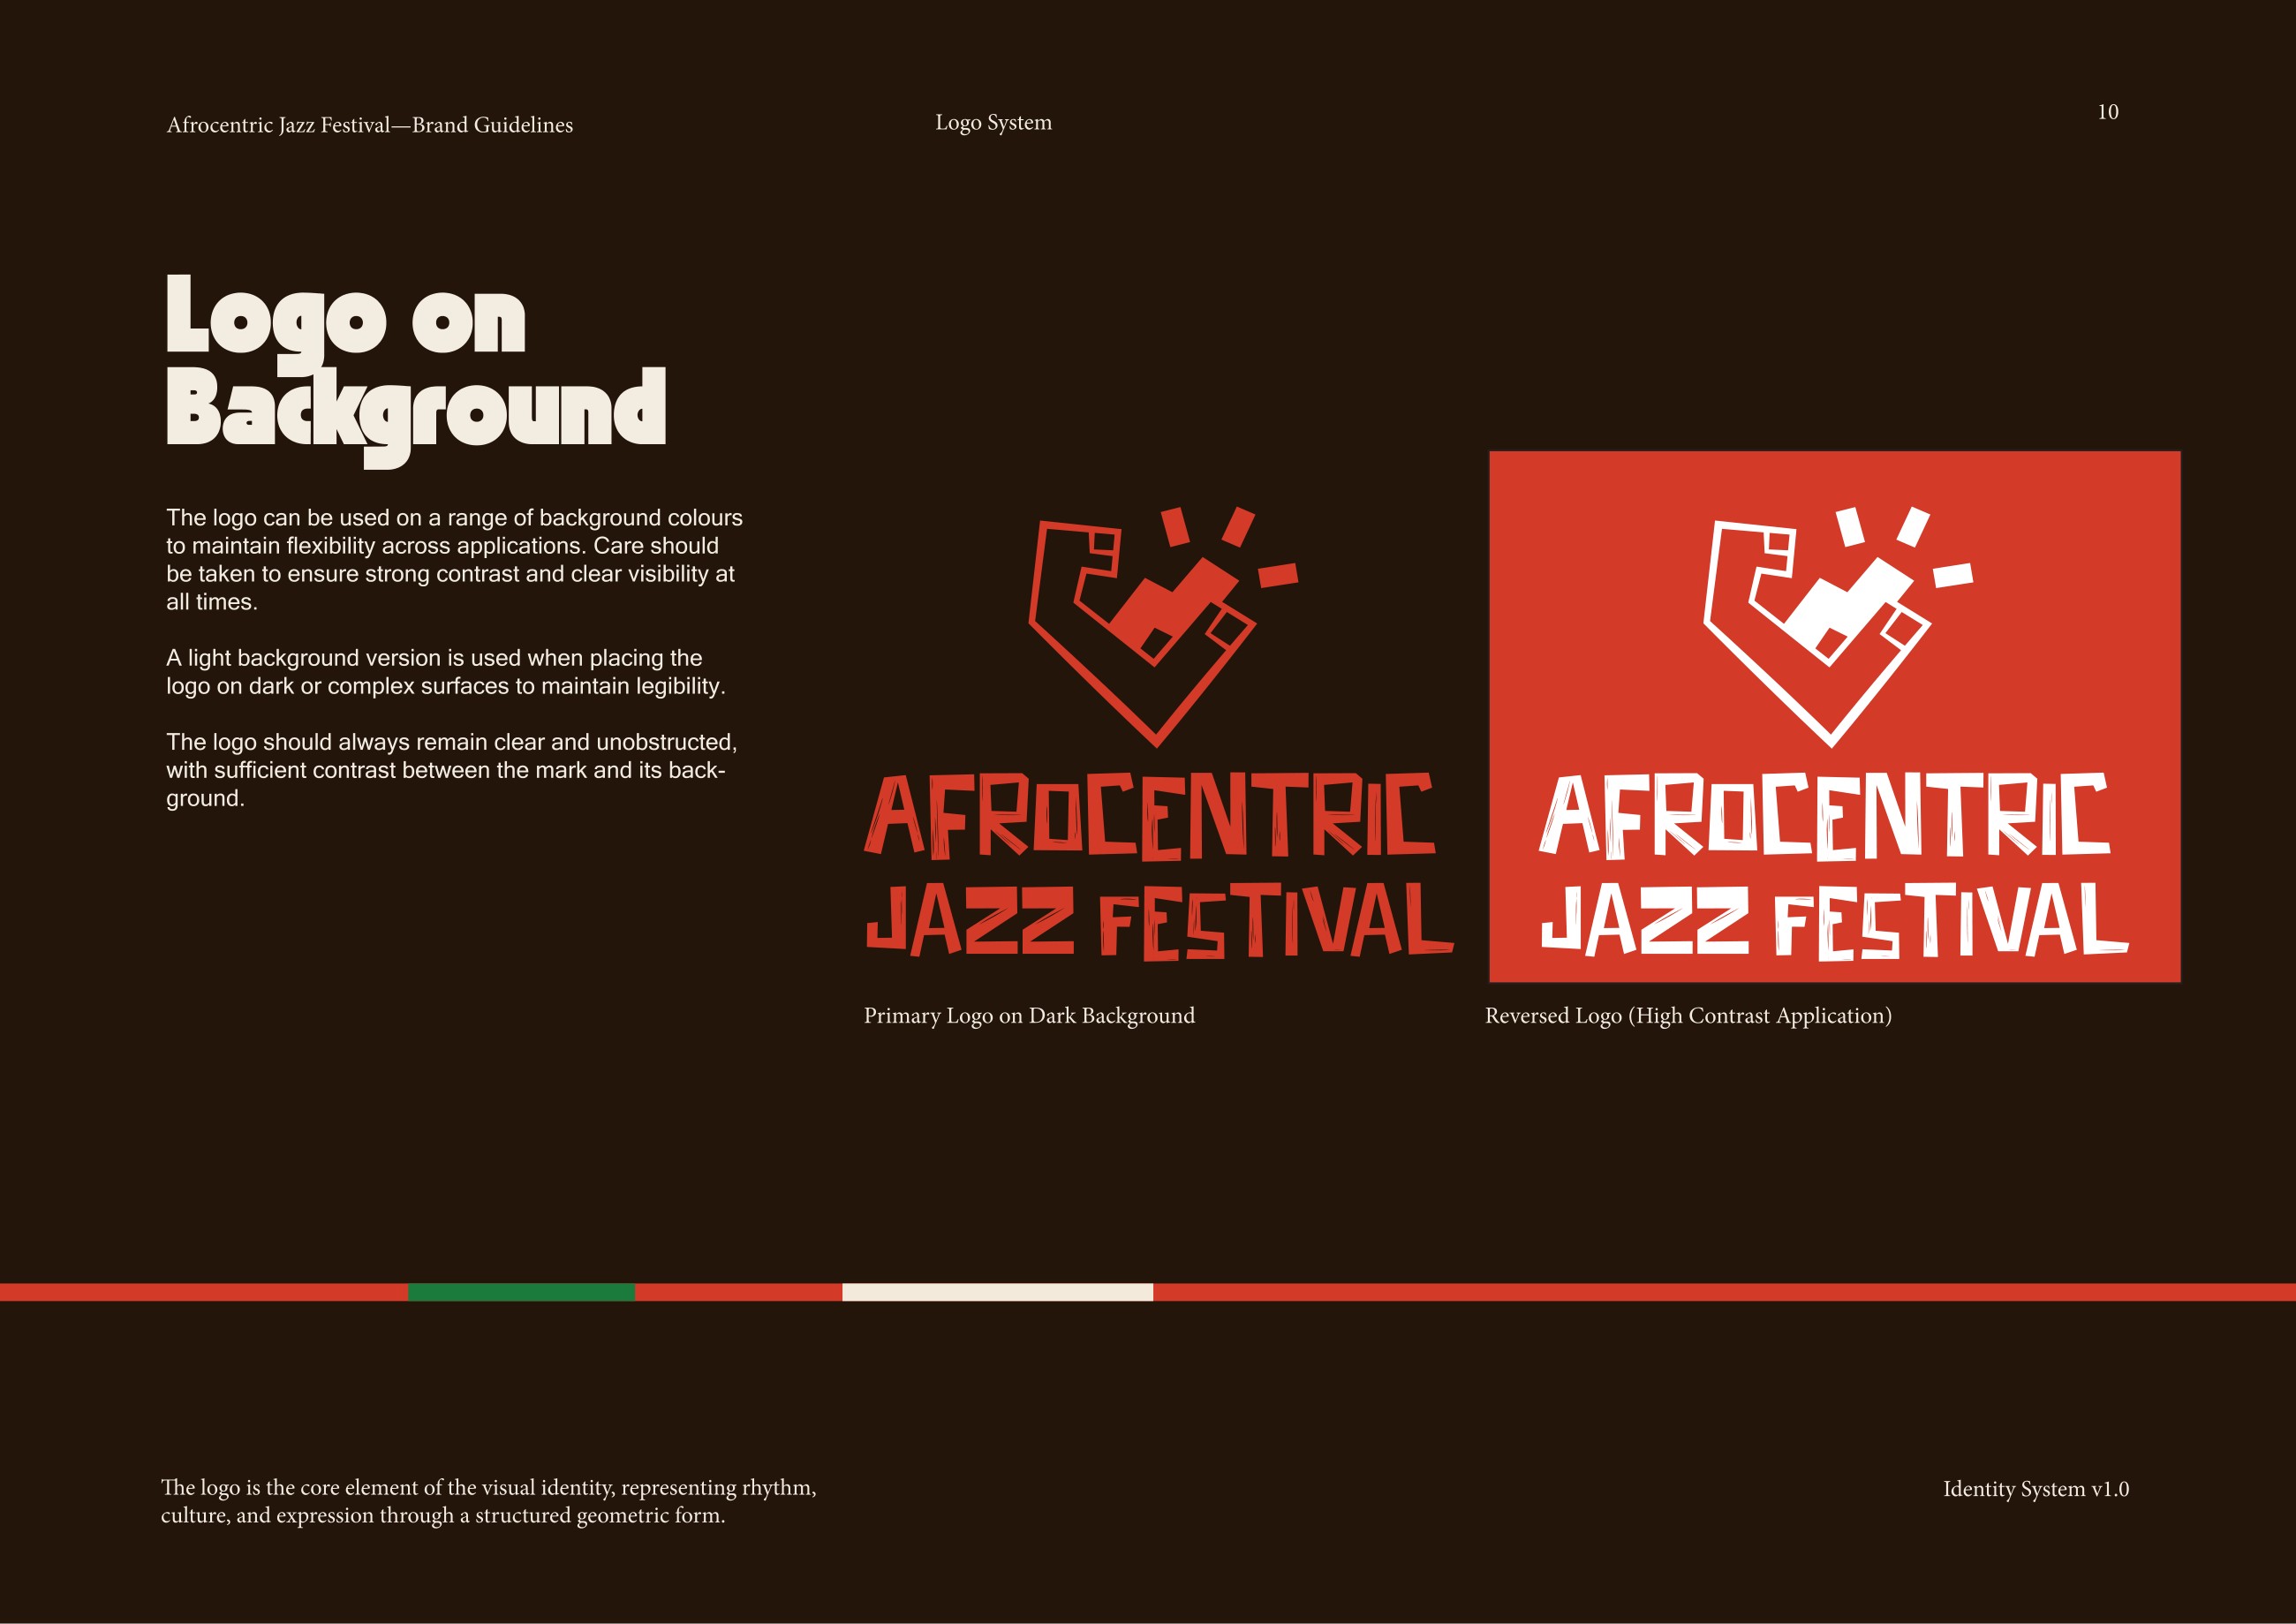 Afrocentric Jazz Festival—Brand Guidelines
Logo System
10
Logo on
Background
The logo can be used on a range of background colours
to maintain flexibility across applications. Care should
be taken to ensure strong contrast and clear visibility at
all times.
A light background version is used when placing the
logo on dark or complex surfaces to maintain legibility.
The logo should always remain clear and unobstructed,
with sufficient contrast between the mark and its back-
ground.
AFROCENTRIC
JAZZ FESTIVAL
Primary Logo on Dark Background
AFROCENTRIC
JAZZ FESTIVAL
Reversed Logo (High Contrast Application)
The logo is the core element of the visual identity, representing rhythm,
culture, and expression through a structured geometric form.
Identity System v1.0